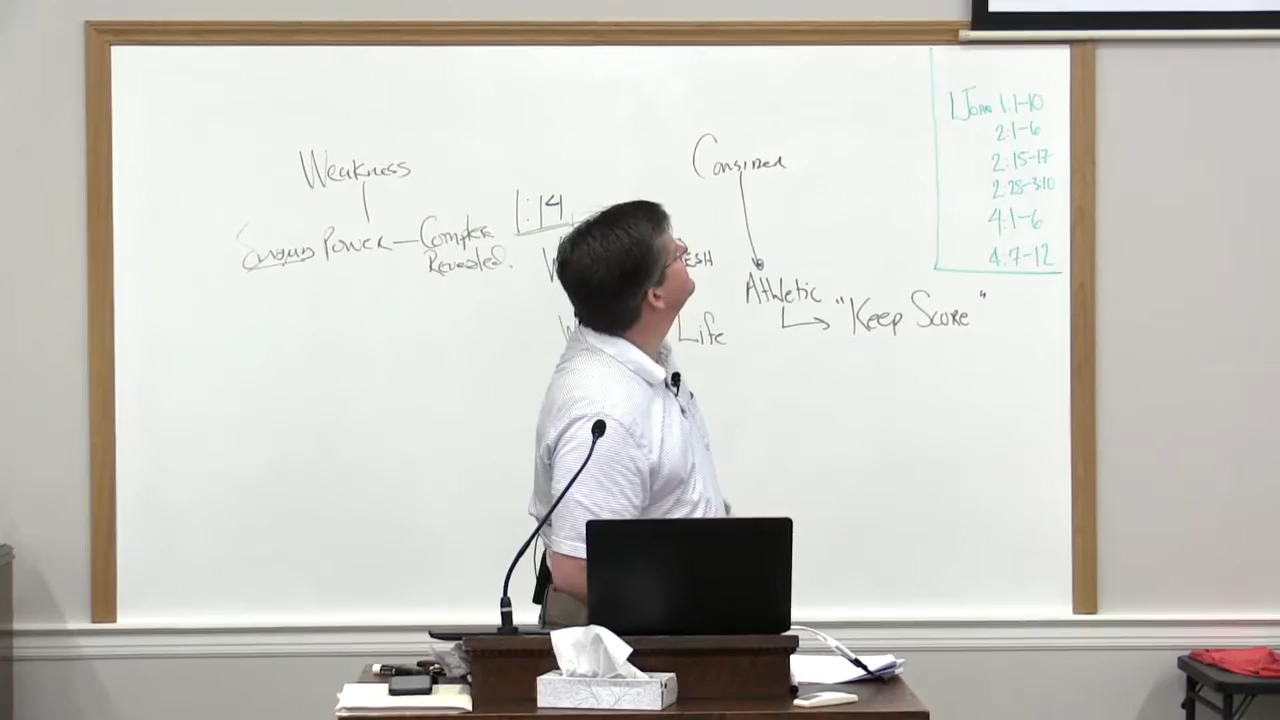 Weakness
Power — Complete
Revealed.
1:14
Life
Consider
Athletic
"Keep Score"
1 John 1:1-10
2:1-6
2:15-17
2:28-3:10
4:1-6
4:7-12